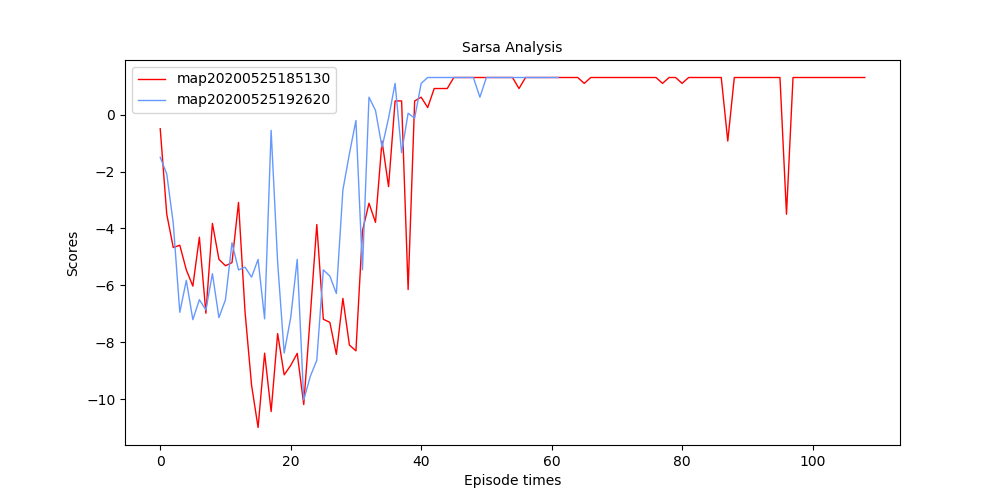 Sarsa Analysis
map20200525185130
map20200525192620
0
−2
−4
−6
−8
−10
Scores
0 20 40 60 80 100
Episode times